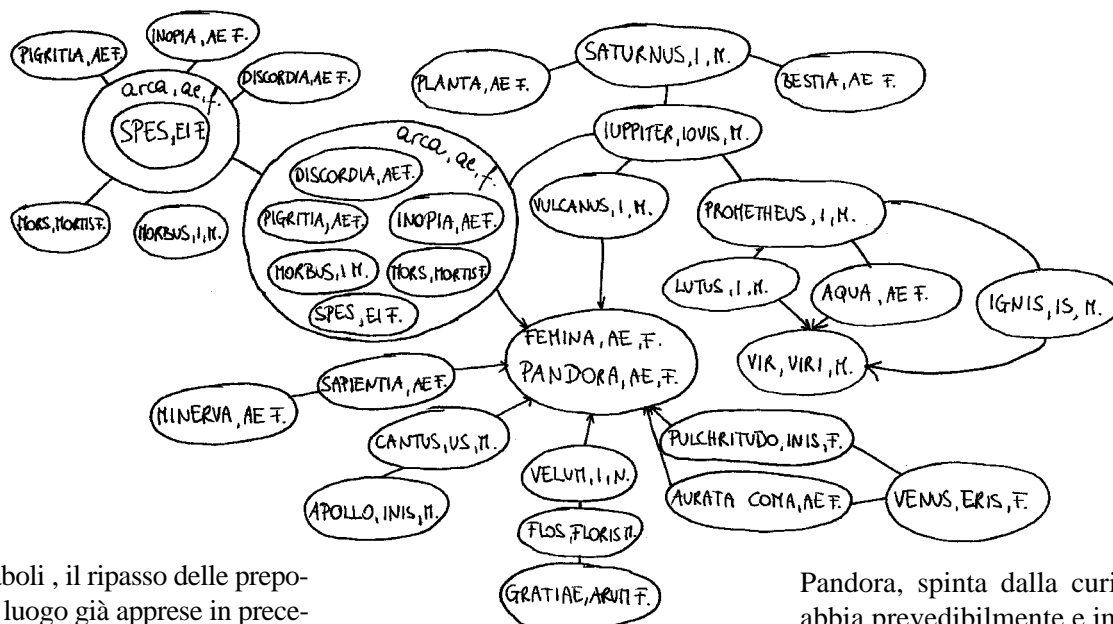 PIGRITIA, AE F.
INOPIA, AE F.
DISCORDIA, AE F.
arca, ae, f.
SPES, EI F.
MORS, MORTIS F.
MORBUS, I, M.
arca, ae, f.
DISCORDIA, AE F.
PIGRITIA, AE F.
INOPIA, AE F.
MORBUS, I M.
MORS, MORTIS F.
SPES, EI F.
SATURNUS, I, M.
PLANTA, AE F.
BESTIA, AE F.
IUPPITER, IOVIS, M.
VULCANUS, I, M.
PROMETHEUS, I, M.
LUTUS, I, M.
AQUA, AE F.
IGNIS, IS, M.
VIR, VIRI, M.
FEMINA, AE, F.
PANDORA, AE, F.
SAPIENTIA, AE F.
MINERVA, AE F.
CANTUS, US, M.
APOLLO, INIS, M.
VELUM, I, N.
FLOS, FLORIS M.
GRATIAE, ARUM F.
PULCHRITUDO, INIS, F.
AURATA COMA, AE F.
VENUS, ERIS, F.
aboli , il ripasso delle prepo-
luogo già apprese in prece-
Pandora, spinta dalla curi
abbia prevedibilmente e in